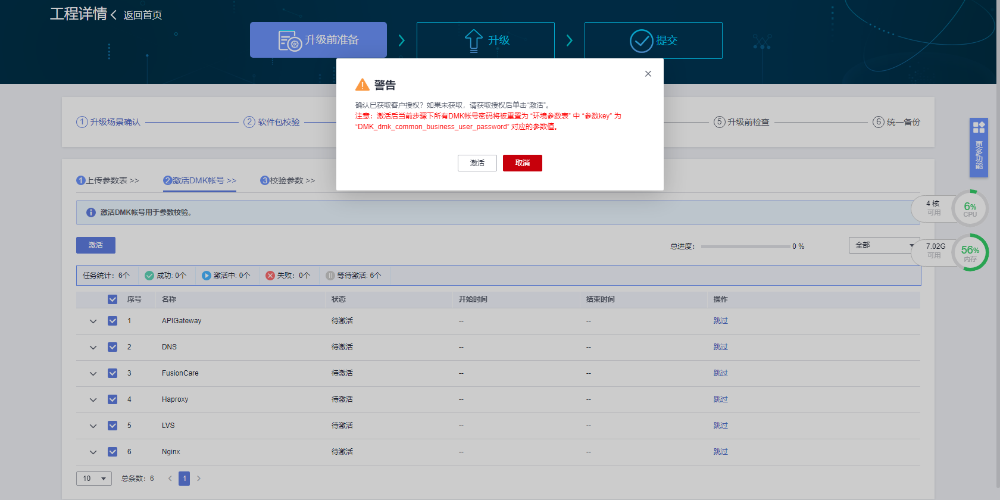 工程详情 返回首页
升级前准备
升级
提交
警告
确认已获取客户授权？如果未获取，请获取授权后单击“激活”。
注意：激活后当前步骤下所有DMK帐号密码将被重置为 “环境参数表” 中 “参数key” 为
“DMK_dmk_common_business_user_password” 对应的参数值。
激活 取消
1 升级场景确认 2 软件包校验 5 升级前检查 6 统一备份
更多功能
1 上传参数表 >> 2 激活DMK帐号 >> 3 校验参数 >>
激活DMK帐号用于参数校验。
4 核
可用
6%
CPU
激活 总进度： 0 % 全部
7.02G
可用
56%
内存
任务统计：6个 成功: 0个 激活中: 0个 失败：0个 等待激活: 6个
序号 名称 状态 开始时间 结束时间 操作
1 APIGateway 待激活 -- -- 跳过
2 DNS 待激活 -- -- 跳过
3 FusionCare 待激活 -- -- 跳过
4 Haproxy 待激活 -- -- 跳过
5 LVS 待激活 -- -- 跳过
6 Nginx 待激活 -- -- 跳过
10 总条数：6 < 1 >